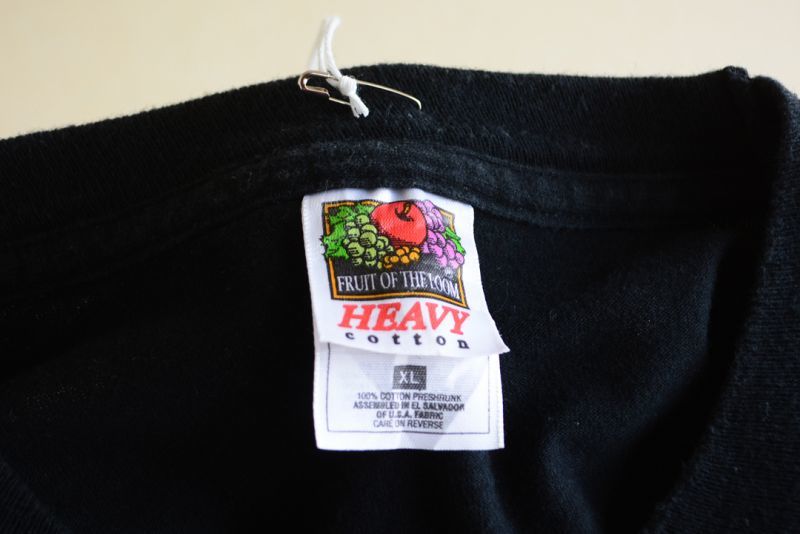 FRUIT OF THE LOOM
HEAVY
cotton
XL
100% COTTON PRESHRUNK
ASSEMBLED IN EL SALVADOR
OF U.S.A. FABRIC
CARE ON REVERSE